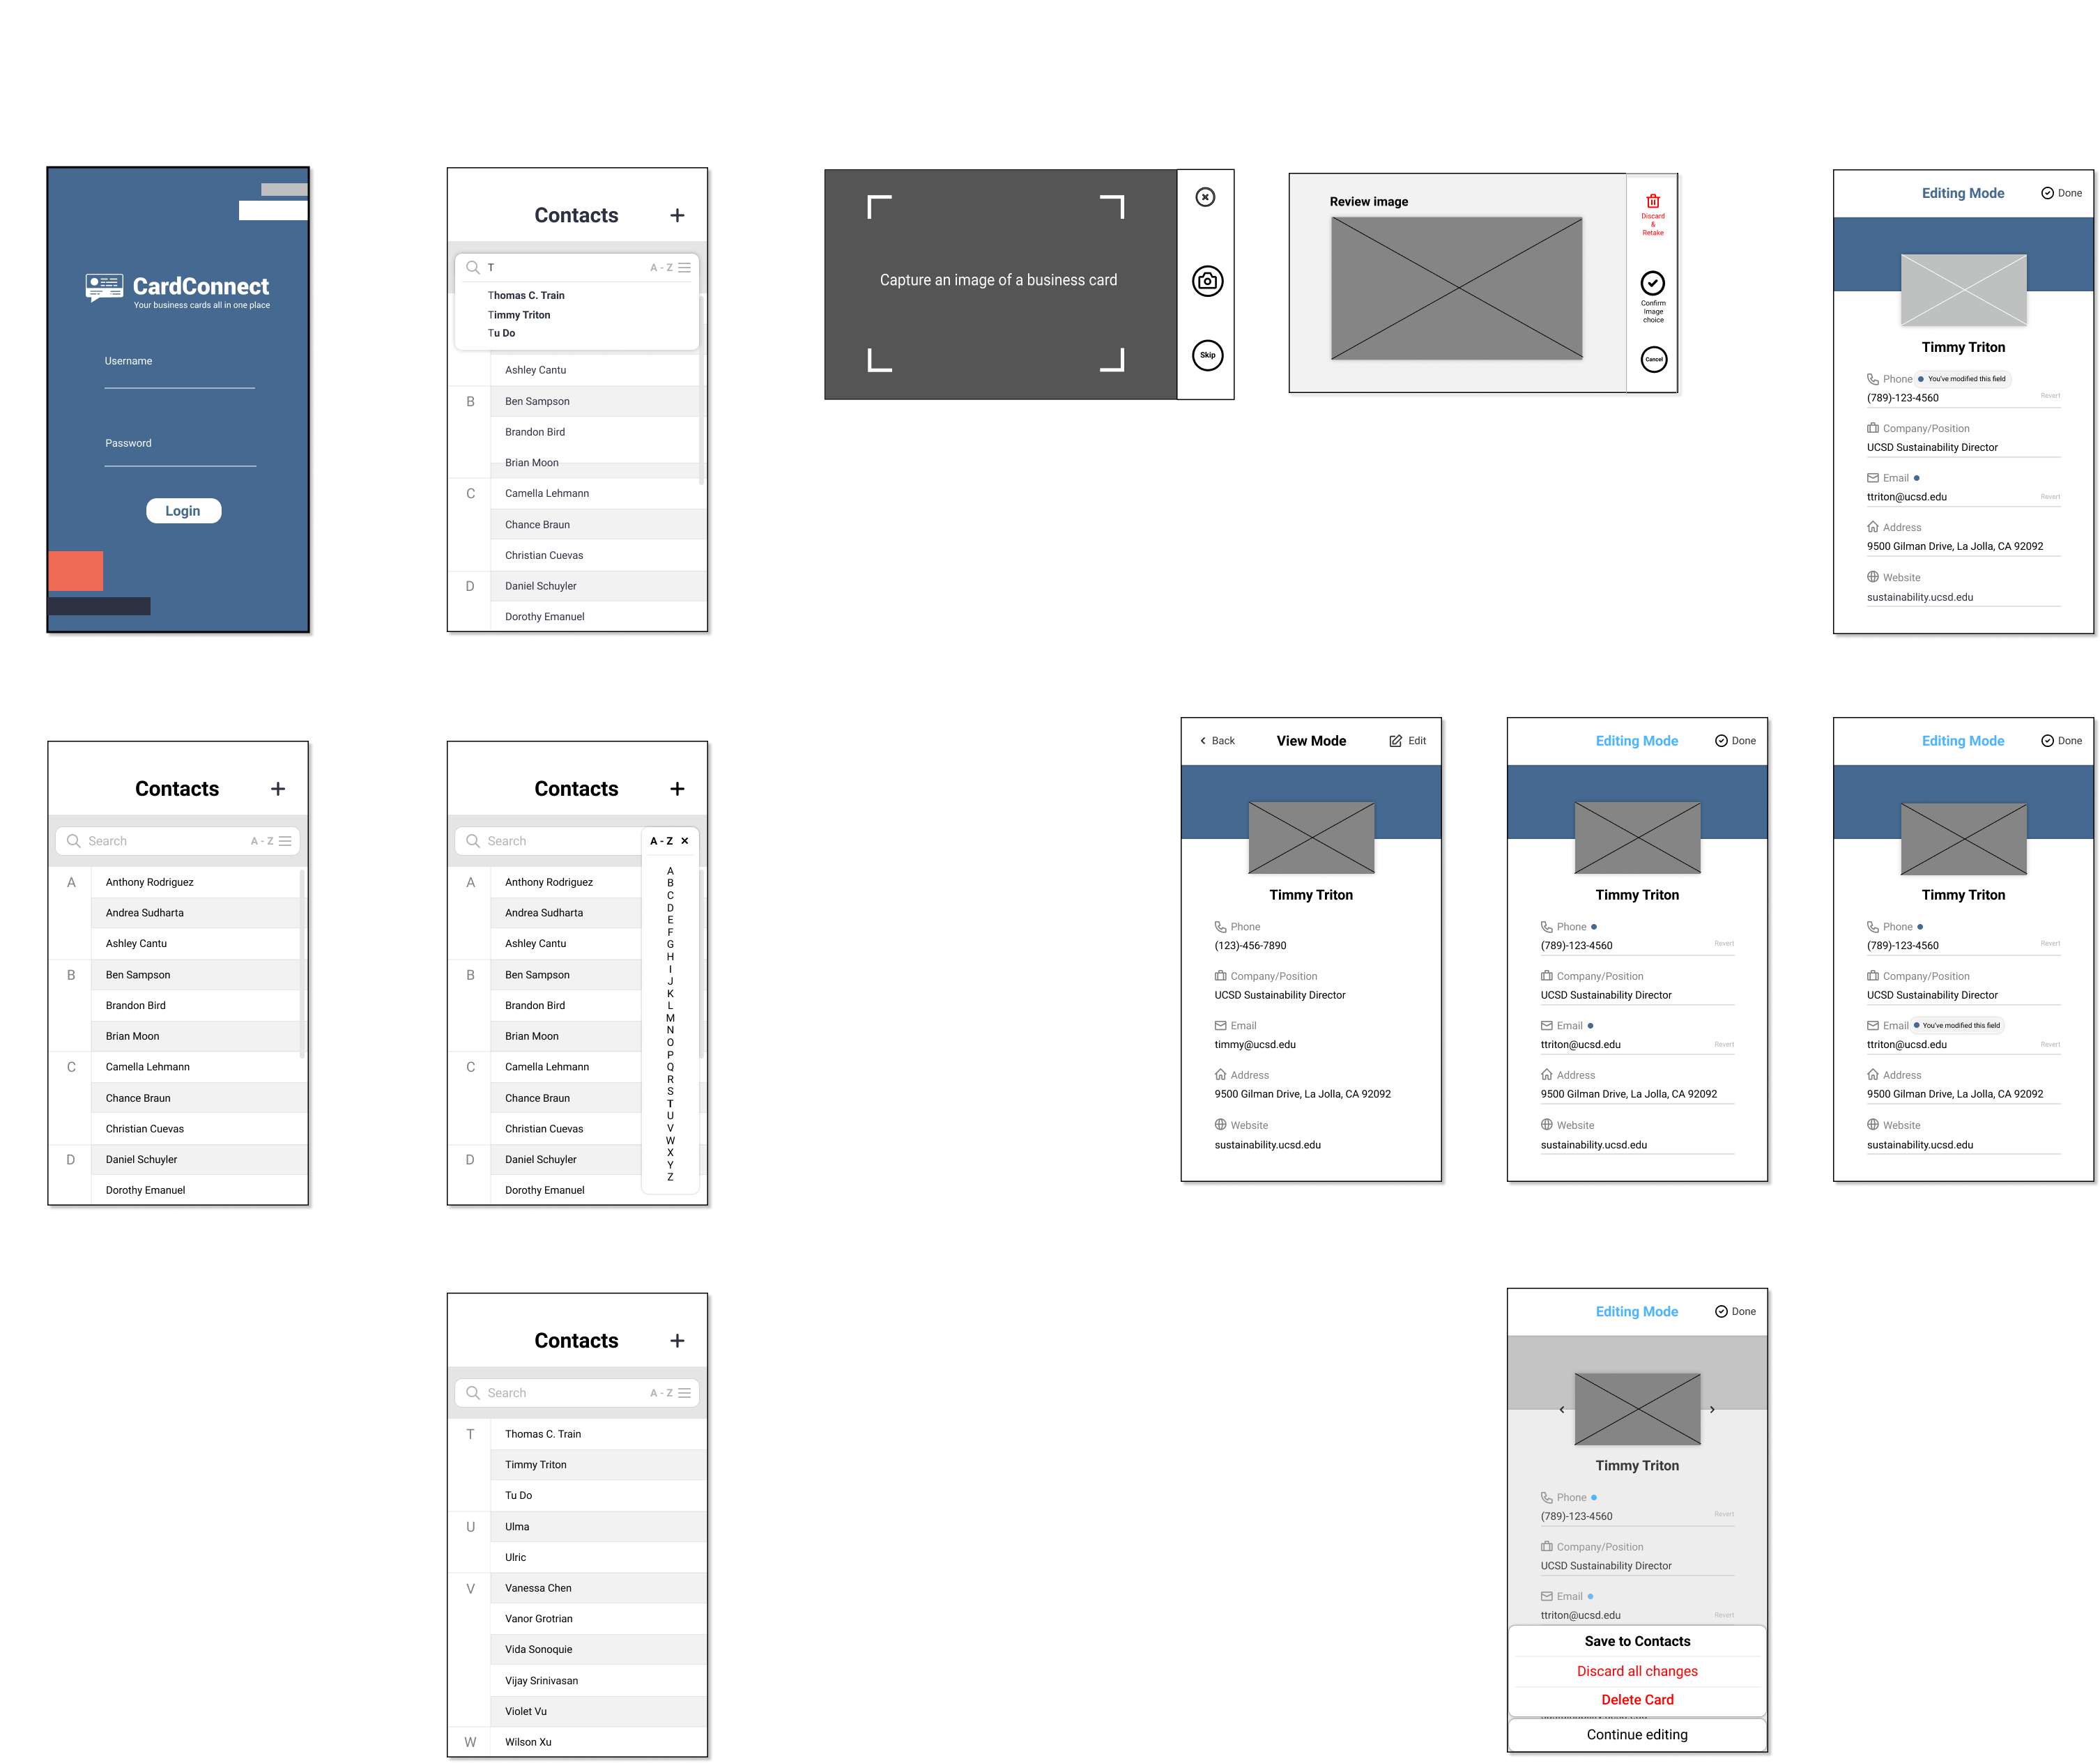 CardConnect
Your business cards all in one place
Username
Password
Login
Contacts
T
A - Z
Thomas C. Train
Timmy Triton
Tu Do
Ashley Cantu
B
Ben Sampson
Brandon Bird
Brian Moon
C
Camella Lehmann
Chance Braun
Christian Cuevas
D
Daniel Schuyler
Dorothy Emanuel
Capture an image of a business card
Skip
Review image
Discard
&
Retake
Confirm
Image
choice
Cancel
Editing Mode
Done
Timmy Triton
Phone
You've modified this field
(789)-123-4560
Revert
Company/Position
UCSD Sustainability Director
Email
ttriton@ucsd.edu
Revert
Address
9500 Gilman Drive, La Jolla, CA 92092
Website
sustainability.ucsd.edu
Contacts
Search
A - Z
A
Anthony Rodriguez
Andrea Sudharta
Ashley Cantu
B
Ben Sampson
Brandon Bird
Brian Moon
C
Camella Lehmann
Chance Braun
Christian Cuevas
D
Daniel Schuyler
Dorothy Emanuel
Contacts
Search
A
Anthony Rodriguez
Andrea Sudharta
Ashley Cantu
B
Ben Sampson
Brandon Bird
Brian Moon
C
Camella Lehmann
Chance Braun
Christian Cuevas
D
Daniel Schuyler
Dorothy Emanuel
A - Z
A
B
C
D
E
F
G
H
I
J
K
L
M
N
O
P
Q
R
S
T
U
V
W
X
Y
Z
Back
View Mode
Edit
Timmy Triton
Phone
(123)-456-7890
Company/Position
UCSD Sustainability Director
Email
timmy@ucsd.edu
Address
9500 Gilman Drive, La Jolla, CA 92092
Website
sustainability.ucsd.edu
Editing Mode
Done
Timmy Triton
Phone
(789)-123-4560
Revert
Company/Position
UCSD Sustainability Director
Email
ttriton@ucsd.edu
Revert
Address
9500 Gilman Drive, La Jolla, CA 92092
Website
sustainability.ucsd.edu
Editing Mode
Done
Timmy Triton
Phone
(789)-123-4560
Revert
Company/Position
UCSD Sustainability Director
Email
You've modified this field
ttriton@ucsd.edu
Revert
Address
9500 Gilman Drive, La Jolla, CA 92092
Website
sustainability.ucsd.edu
Contacts
Search
A - Z
T
Thomas C. Train
Timmy Triton
Tu Do
U
Ulma
Ulric
V
Vanessa Chen
Vanor Grotrian
Vida Sonoquie
Vijay Srinivasan
Violet Vu
W
Wilson Xu
Editing Mode
Done
Timmy Triton
Phone
(789)-123-4560
Revert
Company/Position
UCSD Sustainability Director
Email
ttriton@ucsd.edu
Revert
Save to Contacts
Discard all changes
Delete Card
Continue editing